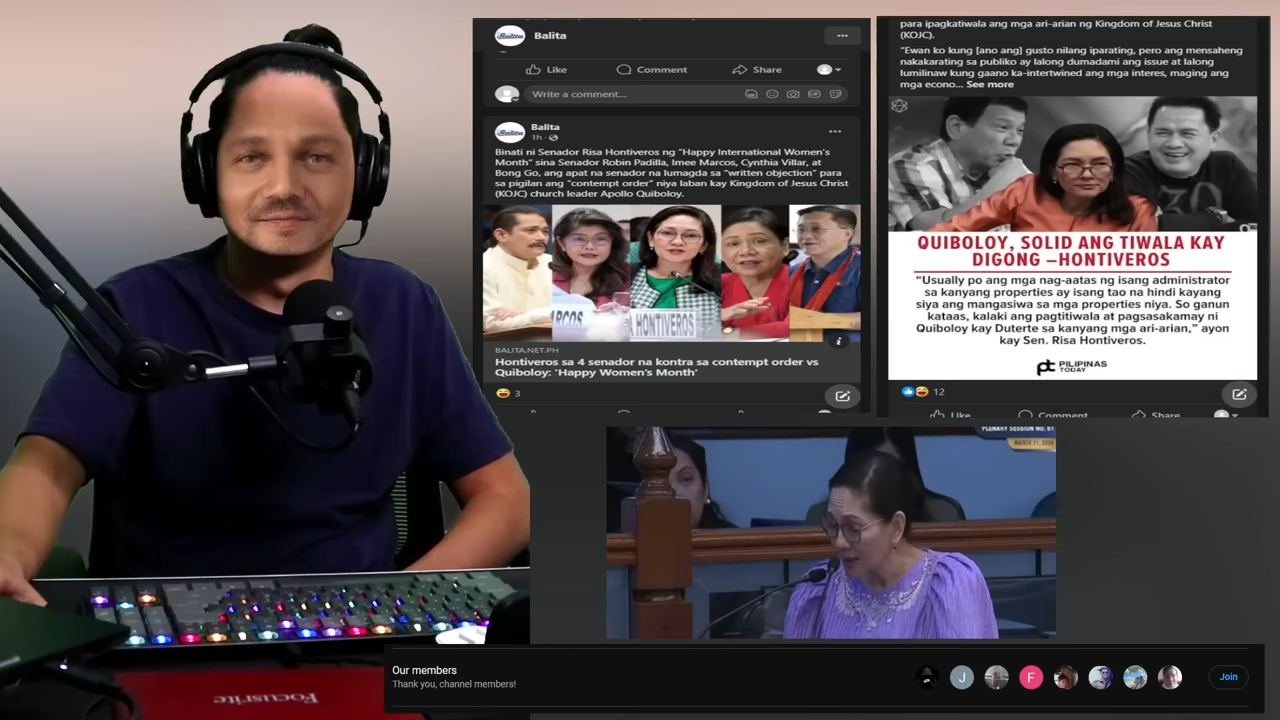 Balita
Balita
Like
Comment
Share
Write a comment...
GIF
Balita
Balita
1h ·
Binati ni Senador Risa Hontiveros ng "Happy International Women's
Month" sina Senador Robin Padilla, Imee Marcos, Cynthia Villar, at
Bong Go, ang apat na senador na lumagda sa "written objection" para
sa pigilan ang "contempt order" niya laban kay Kingdom of Jesus Christ
(KOJC) church leader Apollo Quiboloy.
ARCOS
A HONTIVEROS
BALITA.NET.PH
Hontiveros sa 4 senador na kontra sa contempt order vs
Quiboloy: 'Happy Women's Month'
3
para ipagkatiwala ang mga ari-arian ng Kingdom of Jesus Christ
(KOJC).
"Ewan ko kung [ano ang] gusto nilang iparating, pero ang mensaheng
nakakarating sa publiko ay lalong dumadami ang issue at lalong
lumilinaw kung gaano ka-intertwined ang mga interes, maging ang
mga econo... See more
QUIBOLOY, SOLID ANG TIWALA KAY
DIGONG –HONTIVEROS
"Usually po ang mga nag-aatas ng isang administrator
sa kanyang properties ay isang tao na hindi kayang
siya ang mangasiwa sa mga properties niya. So ganun
kataas, kalaki ang pagtitiwala at pagsasakamay ni
Quiboloy kay Duterte sa kanyang mga ari-arian," ayon
kay Sen. Risa Hontiveros.
pt PILIPINAS
TODAY
12
Like
Comment
Share
PLENARY SESSION NO. 61
MARCH 11, 2024
Our members
Thank you, channel members!
J
F
Join
Focusrite